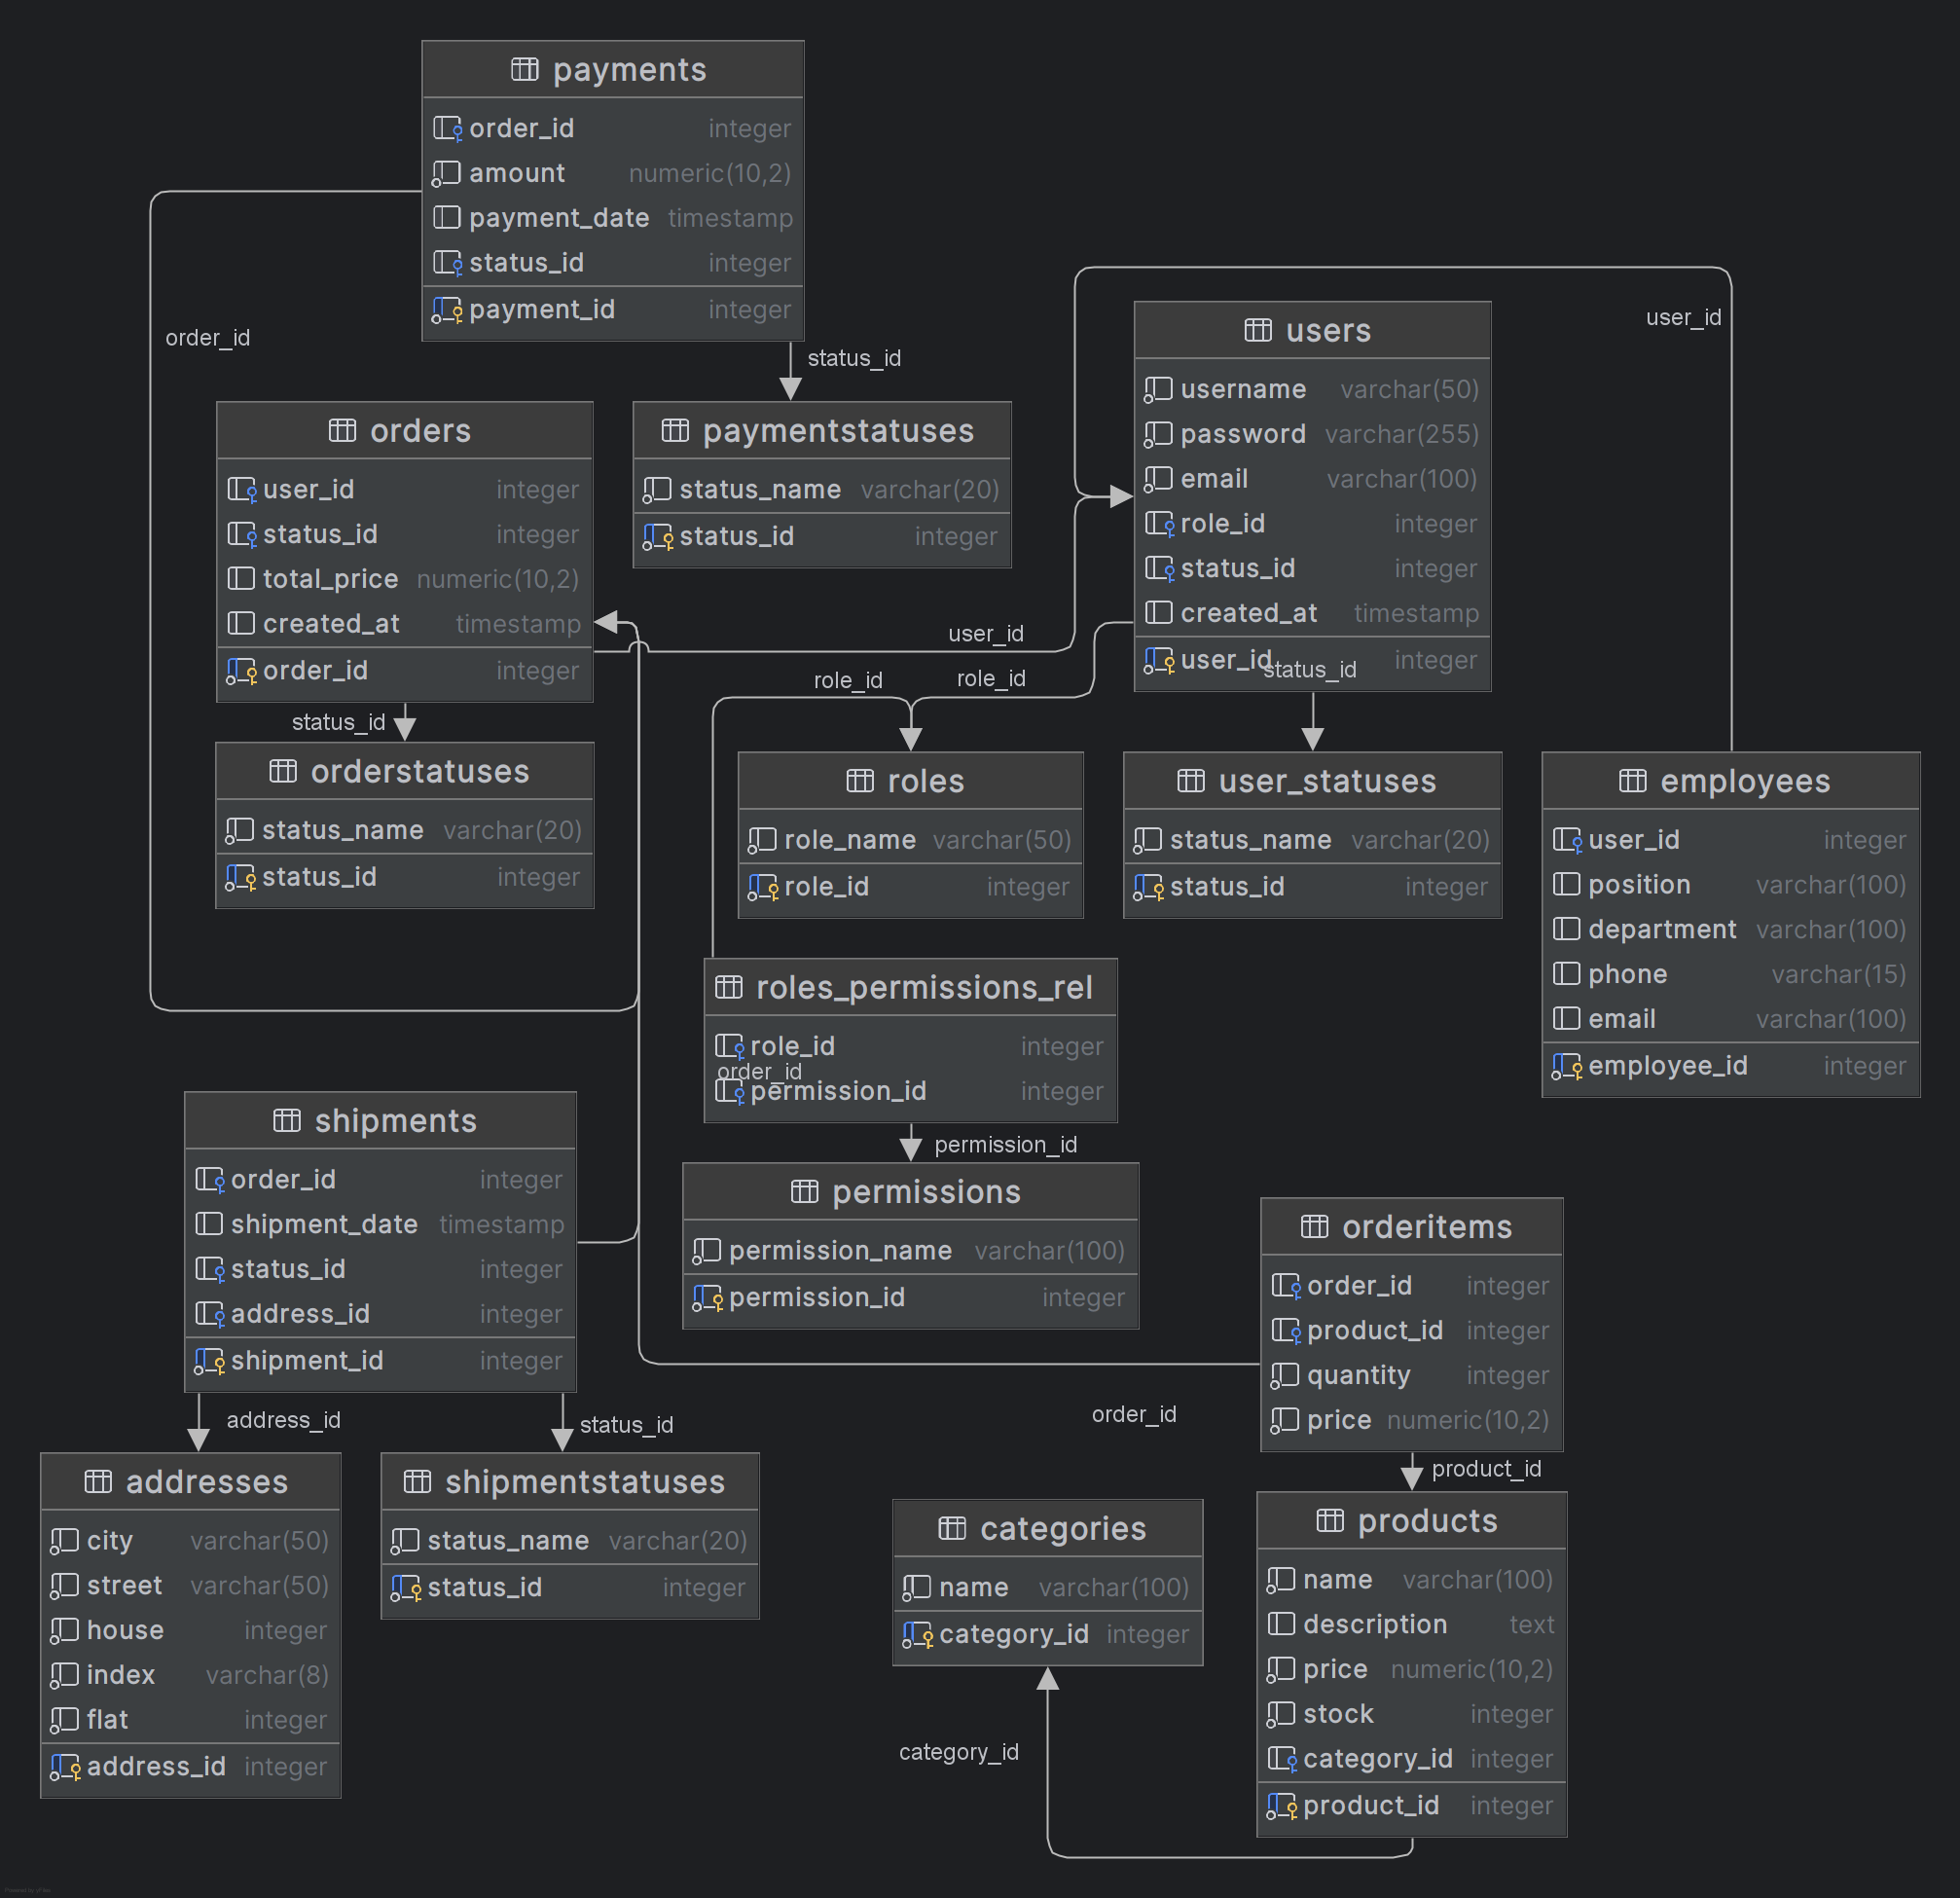 payments
order_id integer
amount numeric(10,2)
payment_date timestamp
status_id integer
payment_id integer
order_id
status_id
user_id
users
username varchar(50)
password varchar(255)
email varchar(100)
role_id integer
status_id integer
created_at timestamp
user_id integer
status_id
orders
user_id integer
status_id integer
total_price numeric(10,2)
created_at timestamp
order_id integer
paymentstatuses
status_name varchar(20)
status_id integer
user_id
role_id
role_id
status_id
orderstatuses
status_name varchar(20)
status_id integer
roles
role_name varchar(50)
role_id integer
user_statuses
status_name varchar(20)
status_id integer
employees
user_id integer
position varchar(100)
department varchar(100)
phone varchar(15)
email varchar(100)
employee_id integer
roles_permissions_rel
role_id integer
order_id
permission_id integer
permission_id
shipments
order_id integer
shipment_date timestamp
status_id integer
address_id integer
shipment_id integer
permissions
permission_name varchar(100)
permission_id integer
orderitems
order_id integer
product_id integer
quantity integer
price numeric(10,2)
address_id
status_id
order_id
product_id
addresses
city varchar(50)
street varchar(50)
house integer
index varchar(8)
flat integer
address_id integer
shipmentstatuses
status_name varchar(20)
status_id integer
categories
name varchar(100)
category_id integer
products
name varchar(100)
description text
price numeric(10,2)
stock integer
category_id integer
product_id integer
category_id